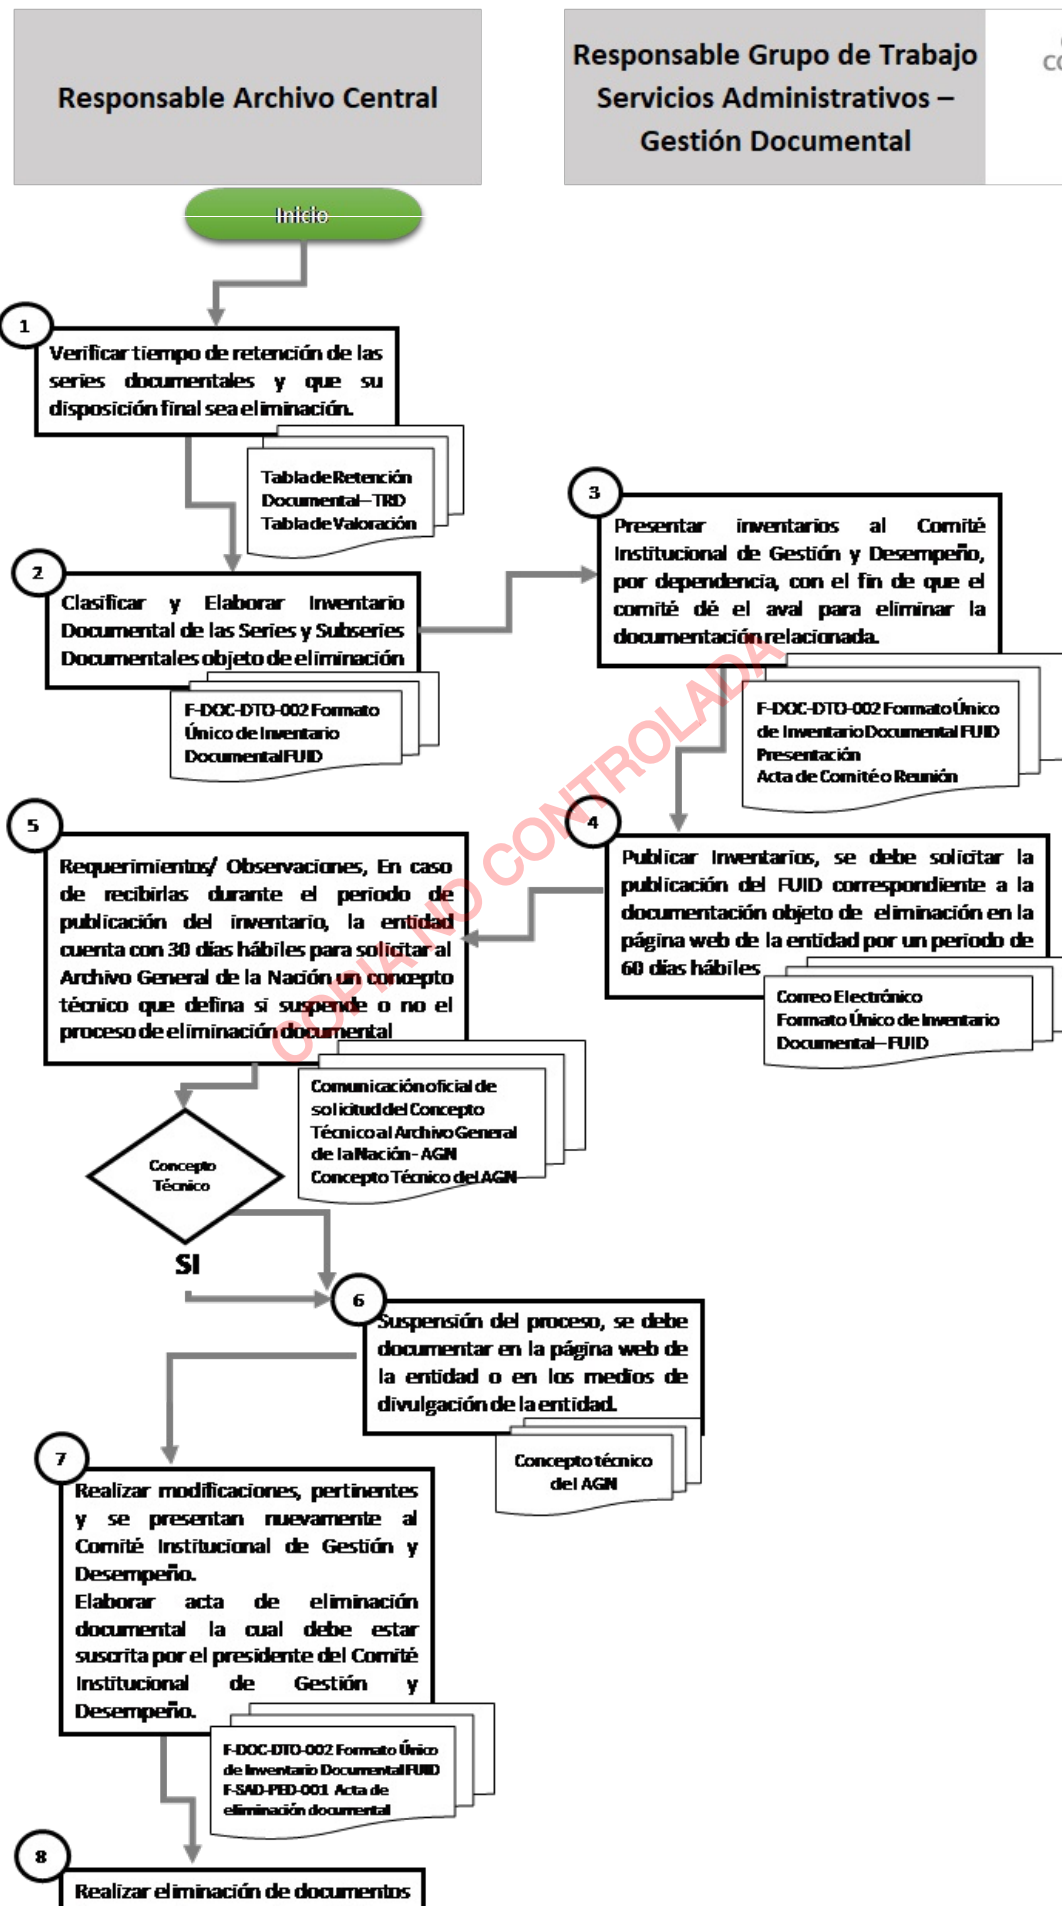 Responsable Archivo Central
Responsable Grupo de Trabajo
Servicios Administrativos –
Gestión Documental
CO
Inicio
1
Verificar tiempo de retención de las
series documentales y que su
disposición final sea eliminación.
Tabla de Retención
Documental – TRD
Tabla de Valoración
2
Clasificar y Elaborar Inventario
Documental de las Series y Subseries
Documentales objeto de eliminación
F-DOC-DTO-002 Formato
Único de Inventario
Documental FUID
3
Presentar inventarios al Comité
Institucional de Gestión y Desempeño,
por dependencia, con el fin de que el
comité dé el aval para eliminar la
documentación relacionada.
F-DOC-DTO-002 Formato Único
de Inventario Documental FUID
Presentación
Acta de Comité o Reunión
4
Publicar Inventarios, se debe solicitar la
publicación del FUID correspondiente a la
documentación objeto de eliminación en la
página web de la entidad por un periodo de
60 días hábiles
Correo Electrónico
Formato Único de Inventario
Documental – FUID
5
Requerimientos/ Observaciones, En caso
de recibirlas durante el periodo de
publicación del inventario, la entidad
cuenta con 30 días hábiles para solicitar al
Archivo General de la Nación un concepto
técnico que defina si suspende o no el
proceso de eliminación documental
Comunicación oficial de
solicitud del Concepto
Técnico al Archivo General
de la Nación - AGN
Concepto Técnico del AGN
Concepto
Técnico
SI
6
Suspensión del proceso, se debe
documentar en la página web de
la entidad o en los medios de
divulgación de la entidad.
Concepto técnico
del AGN
7
Realizar modificaciones, pertinentes
y se presentan nuevamente al
Comité Institucional de Gestión y
Desempeño.
Elaborar acta de eliminación
documental la cual debe estar
suscrita por el presidente del Comité
Institucional de Gestión y
Desempeño.
F-DOC-DTO-002 Formato Único
de Inventario Documental FUID
F-SAD-PED-001 Acta de
eliminación documental
8
Realizar eliminación de documentos
COPIA NO CONTROLADA